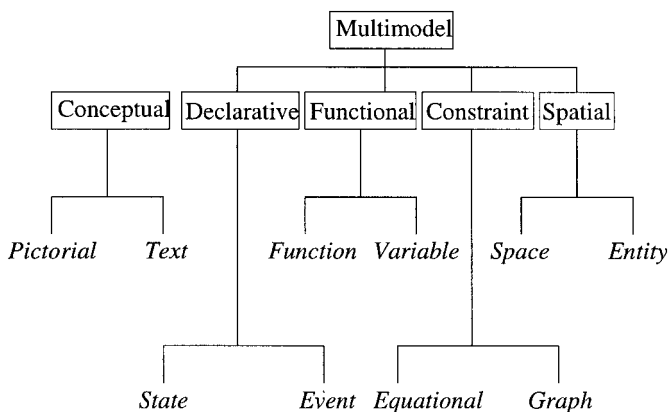 Multimodel
Conceptual Declarative Functional Constraint Spatial
Pictorial Text Function Variable Space Entity
State Event Equational Graph